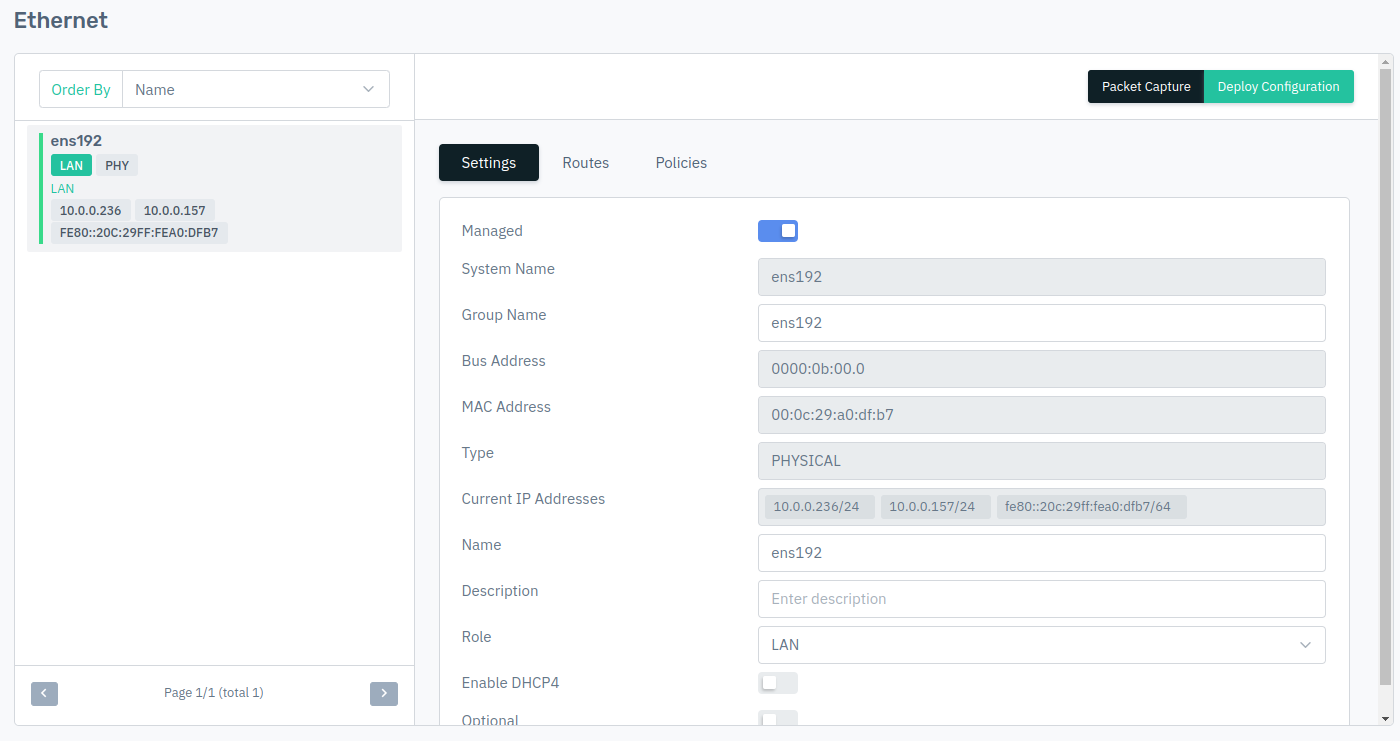 Ethernet
Order By Name
Packet Capture Deploy Configuration
ens192
LAN PHY
LAN
10.0.0.236 10.0.0.157
FE80::20C:29FF:FEA0:DFB7
Settings Routes Policies
Managed
System Name ens192
Group Name ens192
Bus Address 0000:0b:00.0
MAC Address 00:0c:29:a0:df:b7
Type PHYSICAL
Current IP Addresses 10.0.0.236/24 10.0.0.157/24 fe80::20c:29ff:fea0:dfb7/64
Name ens192
Description Enter description
Role LAN
Enable DHCP4
Optional
Page 1/1 (total 1)